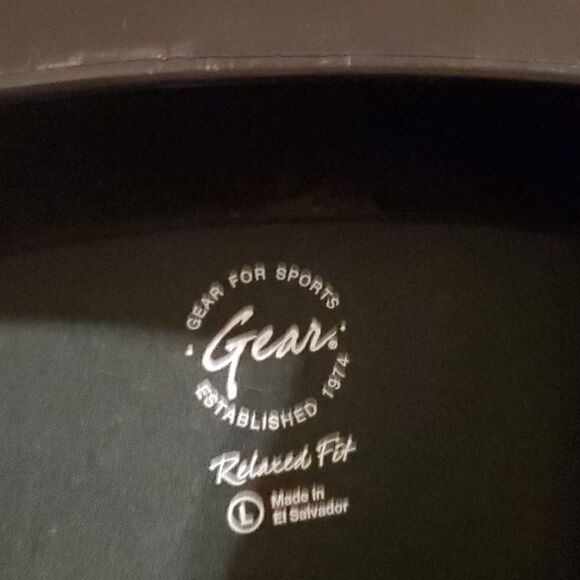 GEAR FOR SPORTS
Gear®
ESTABLISHED 1974
Relaxed Fit
L Made in
El Salvador